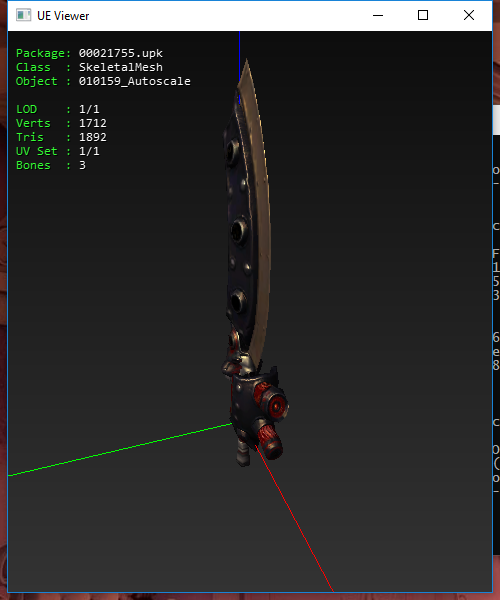 UE Viewer
Package: 00021755.upk
Class : SkeletalMesh
Object : 010159_Autoscale
LOD : 1/1
Verts : 1712
Tris : 1892
UV Set : 1/1
Bones : 3